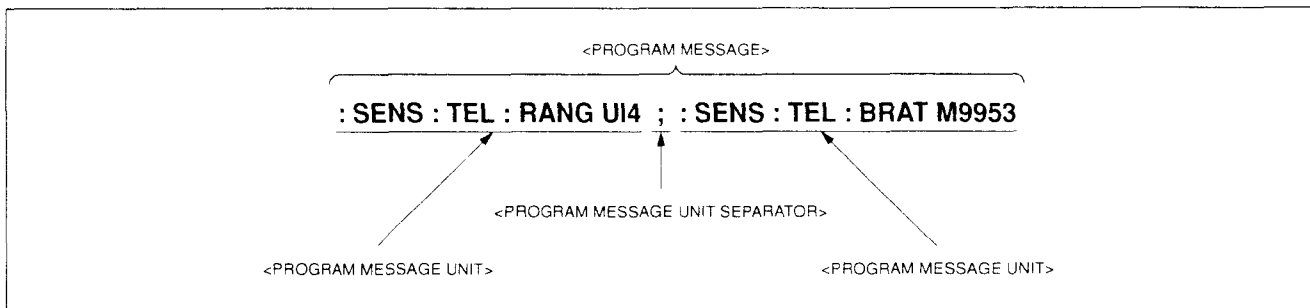 <PROGRAM MESSAGE>
: SENS : TEL : RANG UI4 ; : SENS : TEL : BRAT M9953
<PROGRAM MESSAGE UNIT SEPARATOR>
<PROGRAM MESSAGE UNIT> <PROGRAM MESSAGE UNIT>